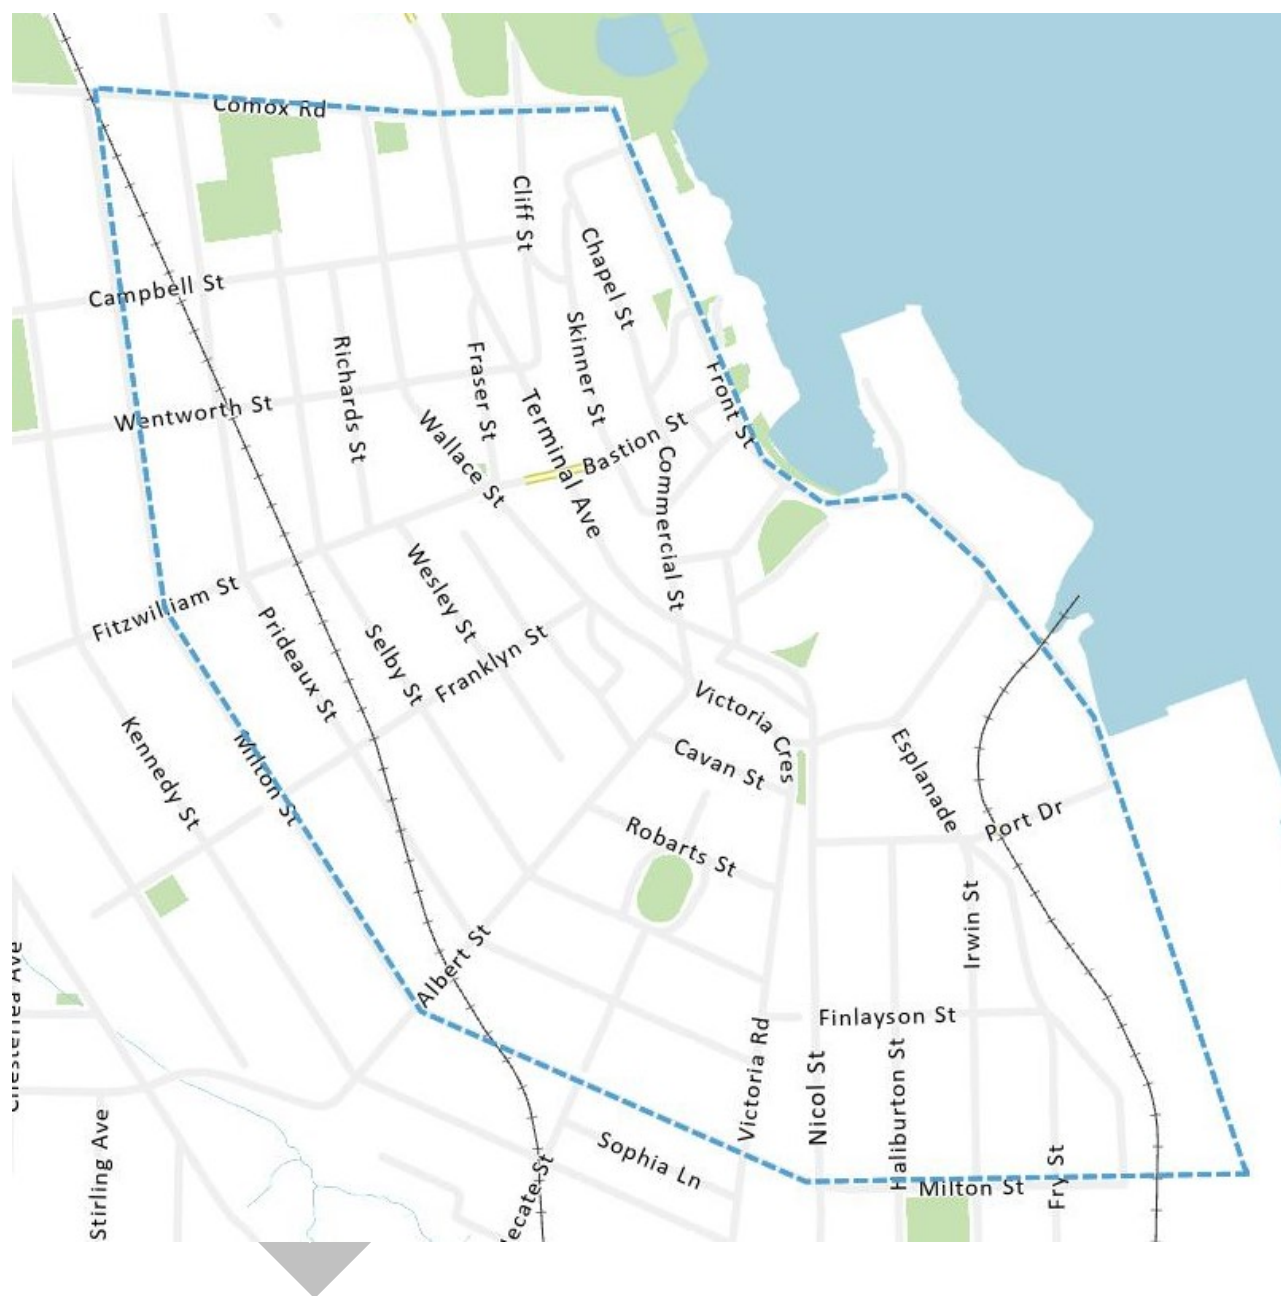 Comox Rd
Cliff St
Chapel St
Campbell St
Skinner St
Richards St
Fraser St
Front St
Terminal Ave
Wentworth St
Wallace St
Bastion St
Commercial St
Wesley St
Fitzwilliam St
Prideaux St
Selby St
Franklyn St
Victoria Cres
Kennedy St
Milton St
Cavan St
Esplanade
Port Dr
Robarts St
Irwin St
Albert St
Finlayson St
Victoria Rd
Nicol St
Haliburton St
Stirling Ave
Sophia Ln
Fry St
Milton St
ecate St